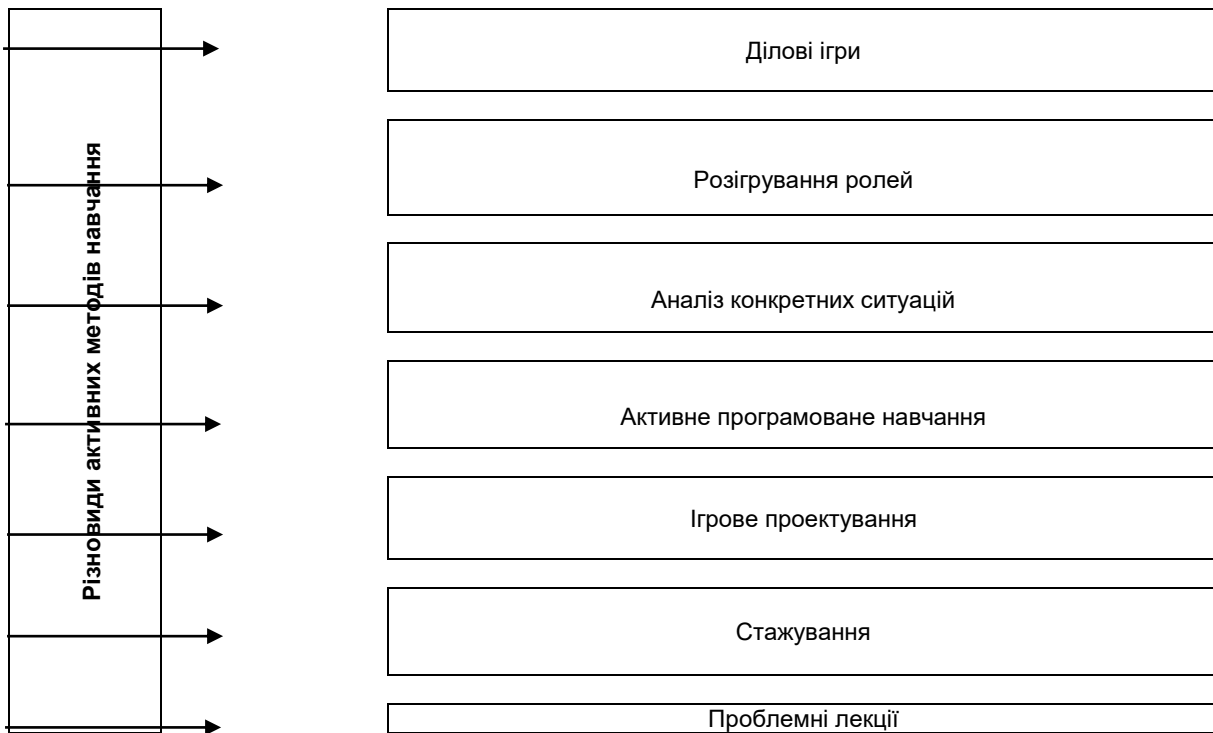 Різновиди активних методів навчання
Ділові ігри
Розігрування ролей
Аналіз конкретних ситуацій
Активне програмоване навчання
Ігрове проектування
Стажування
Проблемні лекції